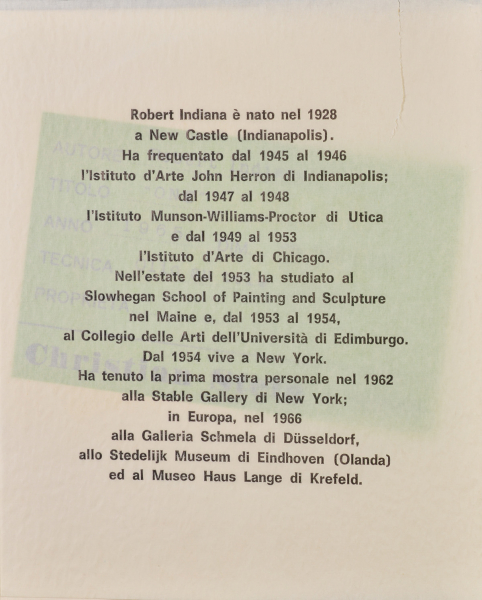 Robert Indiana è nato nel 1928
a New Castle (Indianapolis).
Ha frequentato dal 1945 al 1946
l'Istituto d'Arte John Herron di Indianapolis;
dal 1947 al 1948
l'Istituto Munson-Williams-Proctor di Utica
e dal 1949 al 1953
l'Istituto d'Arte di Chicago.
Nell'estate del 1953 ha studiato al
Slowhegan School of Painting and Sculpture
nel Maine e, dal 1953 al 1954,
al Collegio delle Arti dell'Università di Edimburgo.
Dal 1954 vive a New York.
Ha tenuto la prima mostra personale nel 1962
alla Stable Gallery di New York;
in Europa, nel 1966
alla Galleria Schmela di Düsseldorf,
allo Stedelijk Museum di Eindhoven (Olanda)
ed al Museo Haus Lange di Krefeld.
AUTORE
TITOLO
ANNO
TECNICA